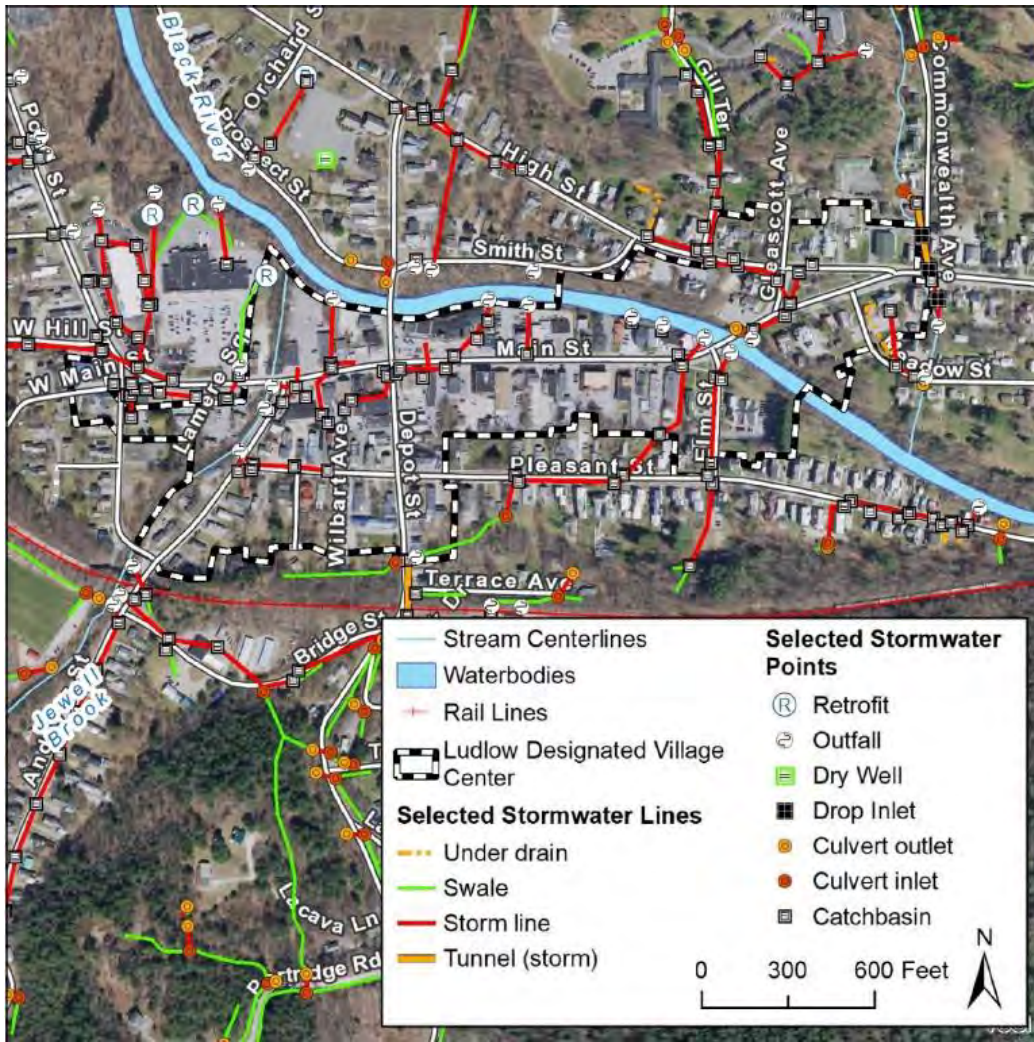 Black River
Orchard S
Prospect St
Gill Ter
Commonwealth Ave
Gleascott Ave
High St
Smith St
W Hill St
W Main St
Main St
Lamere Sq
Meadow St
Elm St
Depot St
Wilbart Ave
Pleasant St
Terrace Ave
Dr
Bridge St
Jewell Brook
St
Lacava Ln
Partridge Rd
Stream Centerlines
Waterbodies
Rail Lines
Ludlow Designated Village
Center
Selected Stormwater Lines
Under drain
Swale
Storm line
Tunnel (storm)
Selected Stormwater
Points
R Retrofit
Outfall
Dry Well
Drop Inlet
Culvert outlet
Culvert inlet
Catchbasin
N
0 300 600 Feet
R
R
R
R